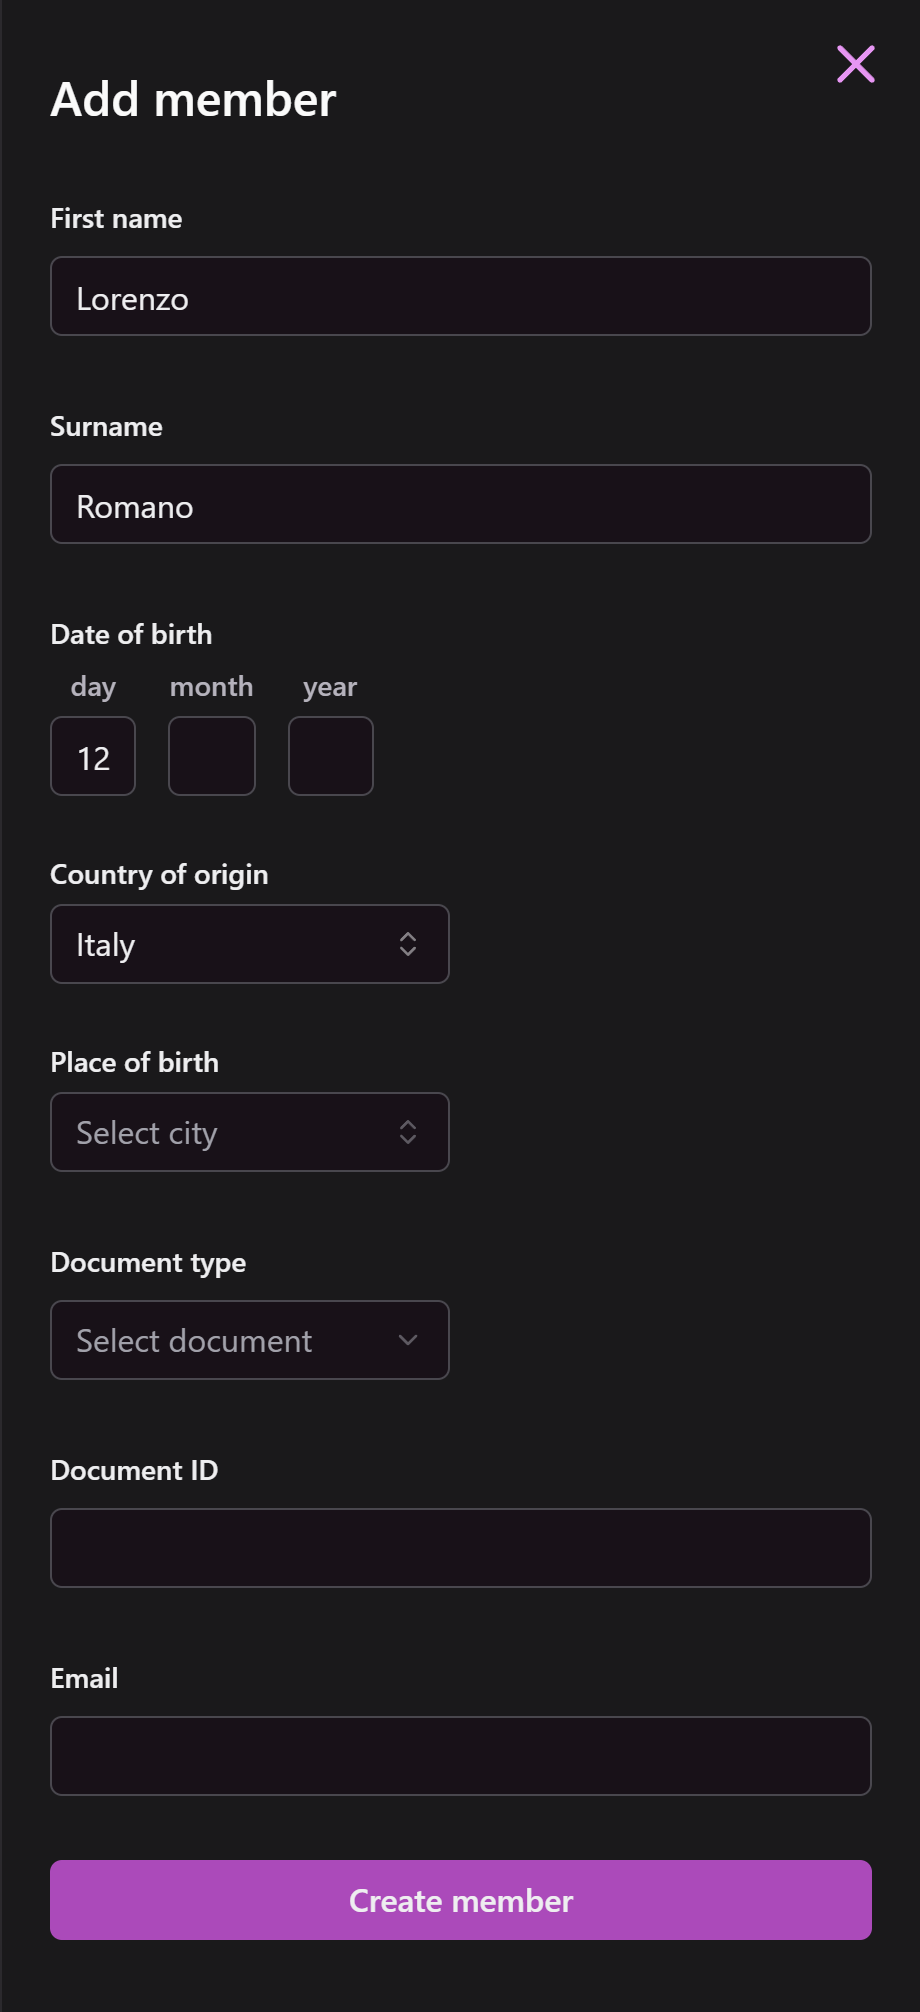 Add member
First name
Lorenzo
Surname
Romano
Date of birth
day month year
12
Country of origin
Italy
Place of birth
Select city
Document type
Select document
Document ID
Email
Create member